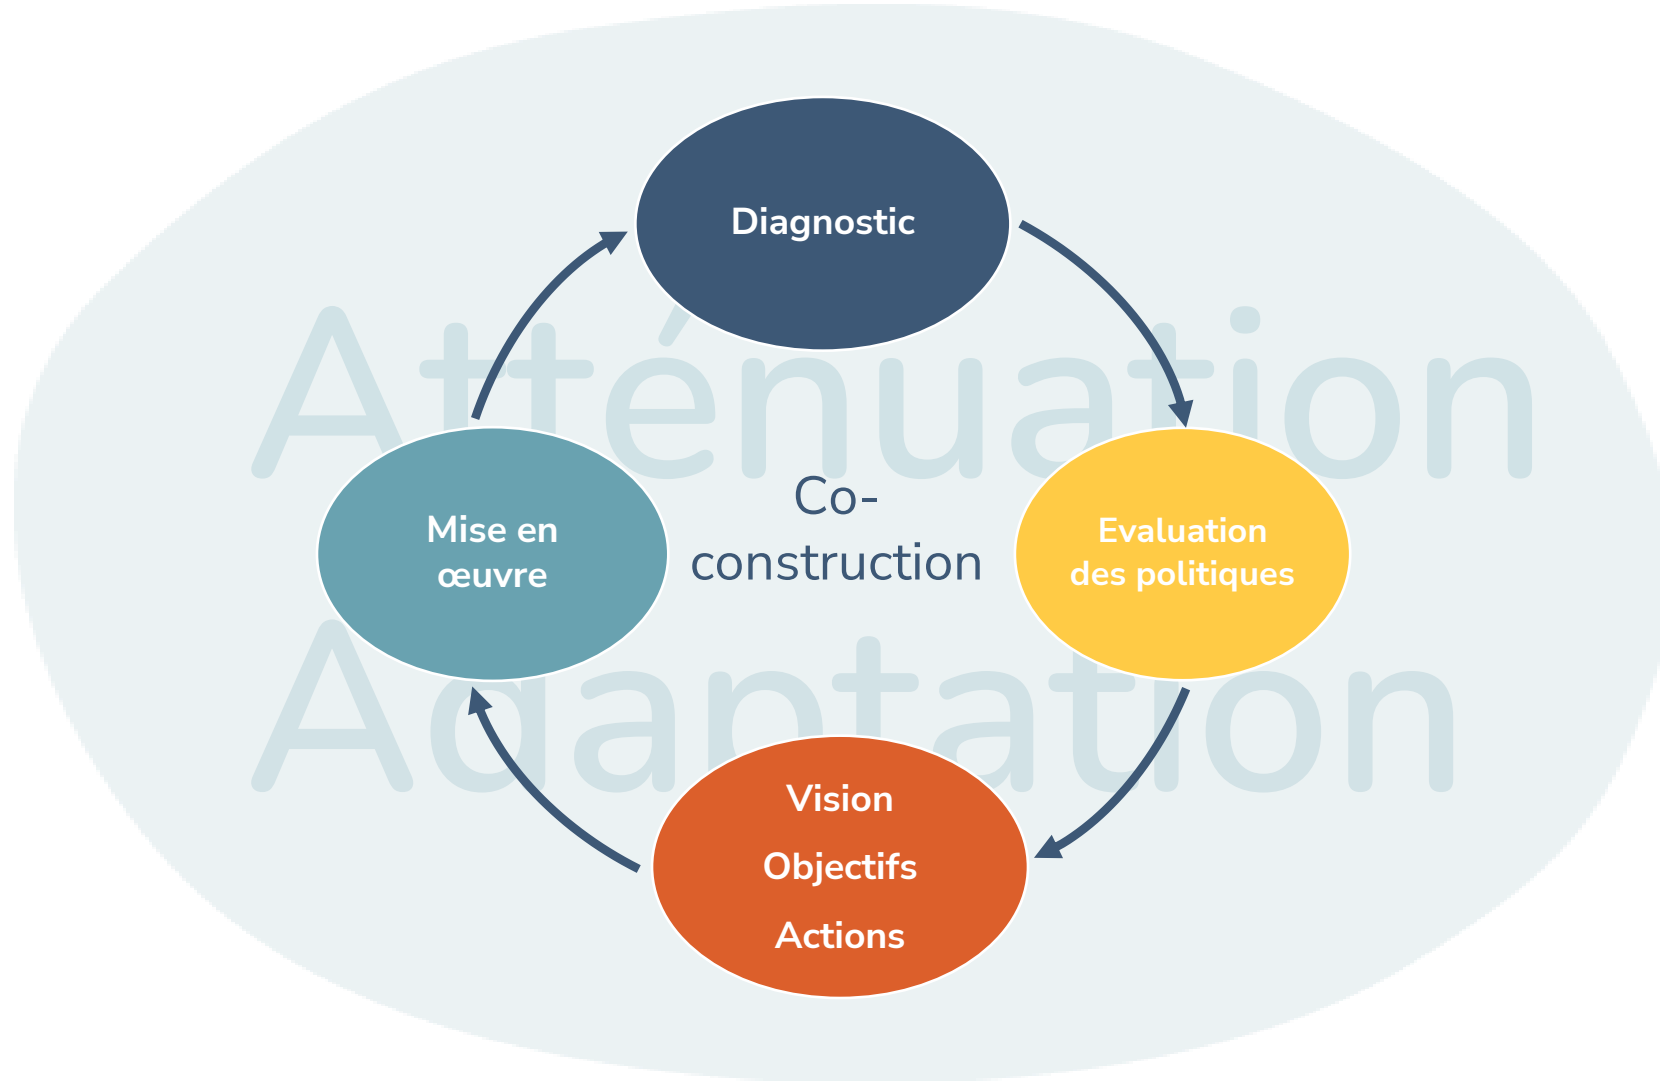 Diagnostic
Atténuation
Co-
construction
Mise en
œuvre
Evaluation
des politiques
Adaptation
Vision
Objectifs
Actions